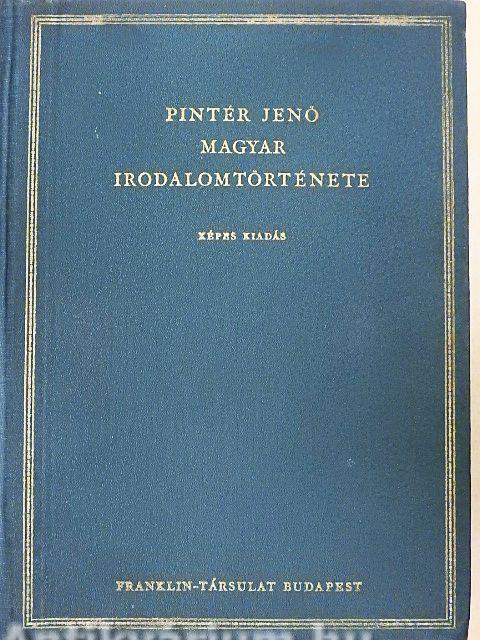 PINTÉR JENŐ
MAGYAR
IRODALOMTÖRTÉNETE
KÉPES KIADÁS
FRANKLIN-TÁRSULAT BUDAPEST